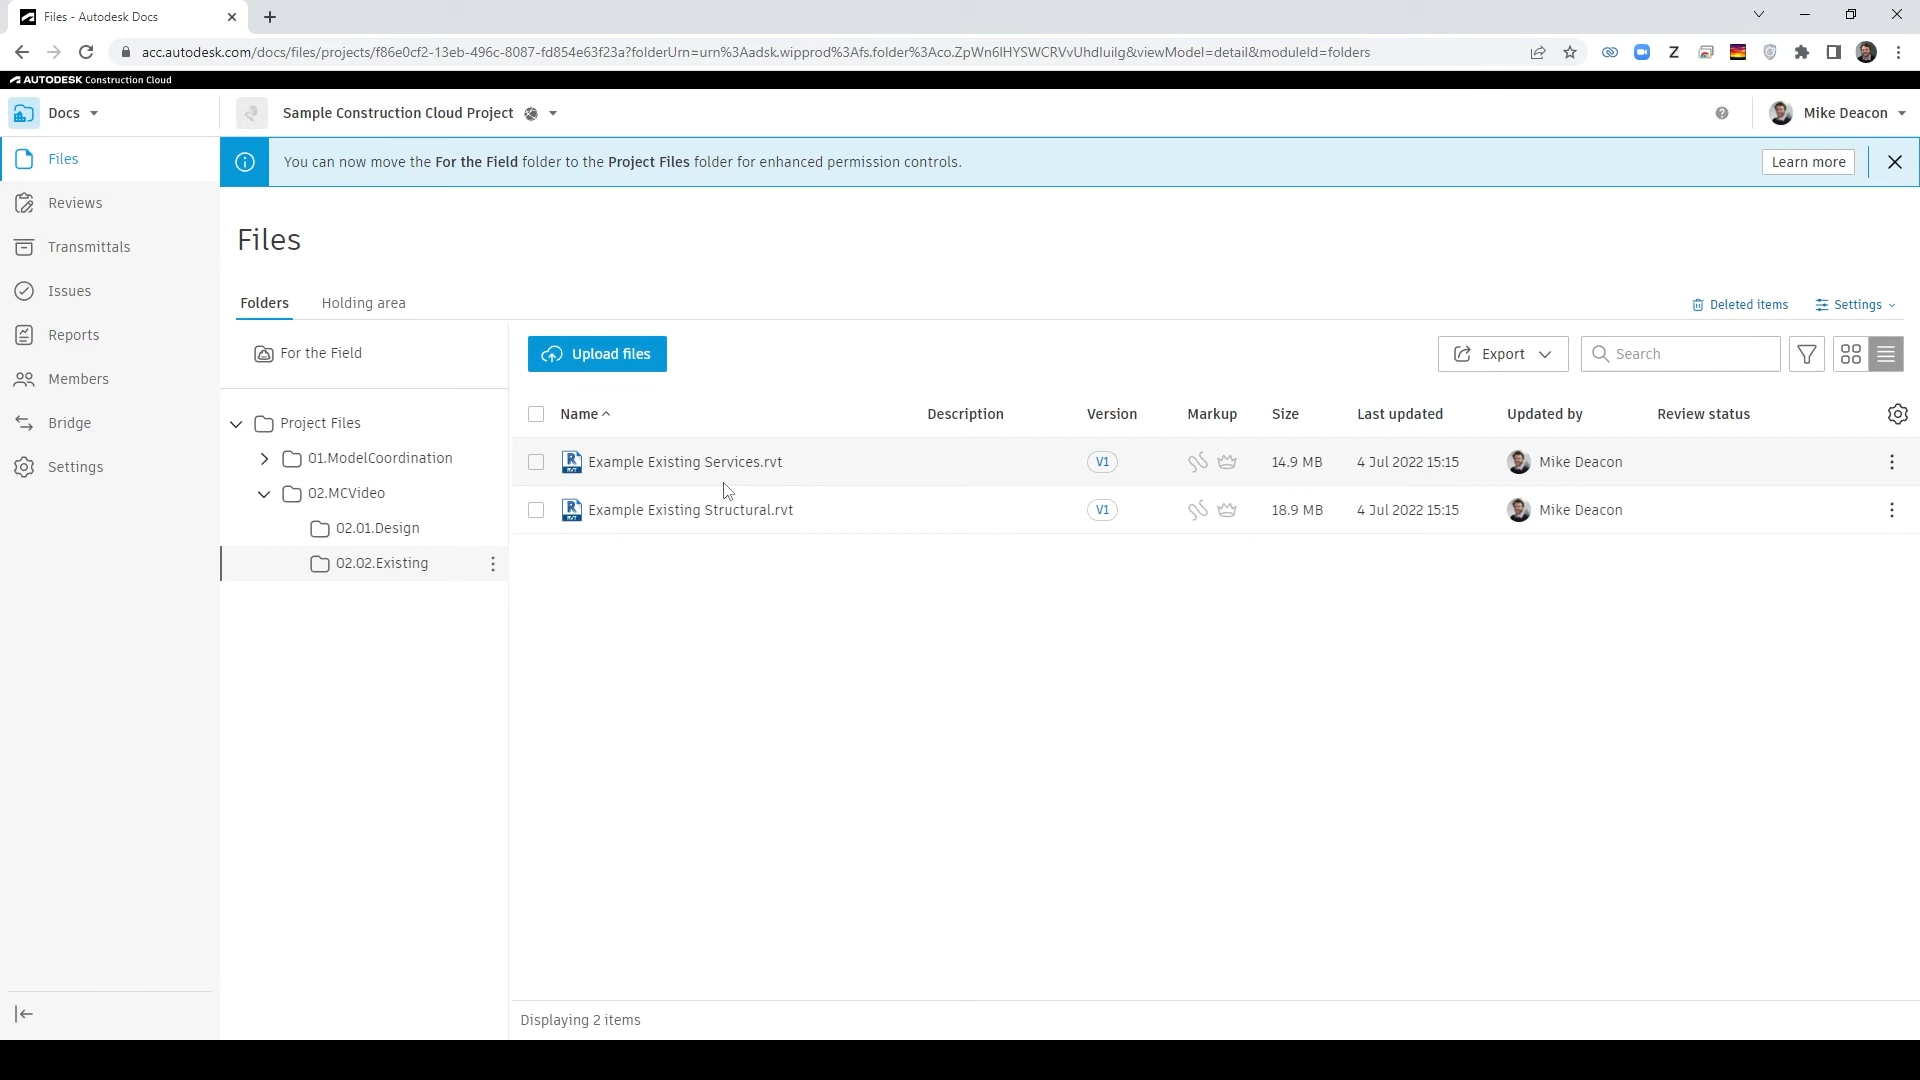 Files - Autodesk Docs
acc.autodesk.com/docs/files/projects/f86e0cf2-13eb-496c-8087-fd854e63f23a?folderUrn=urn%3Aadsk.wipprod%3Afs.folder%3Aco.ZpWn6lHYSWCRVvUhdluilg&viewModel=detail&moduleId=folders
Z
AUTODESK Construction Cloud
Docs
Sample Construction Cloud Project
Mike Deacon
Files
You can now move the For the Field folder to the Project Files folder for enhanced permission controls.
Learn more
Reviews
Transmittals
Issues
Reports
Members
Bridge
Settings
Files
Folders
Holding area
Deleted items
Settings
For the Field
Upload files
Export
Search
Project Files
01.ModelCoordination
02.MCVideo
02.01.Design
02.02.Existing
Name
Description
Version
Markup
Size
Last updated
Updated by
Review status
R RVT Example Existing Services.rvt V1 14.9 MB 4 Jul 2022 15:15 Mike Deacon
R RVT Example Existing Structural.rvt V1 18.9 MB 4 Jul 2022 15:15 Mike Deacon
Displaying 2 items